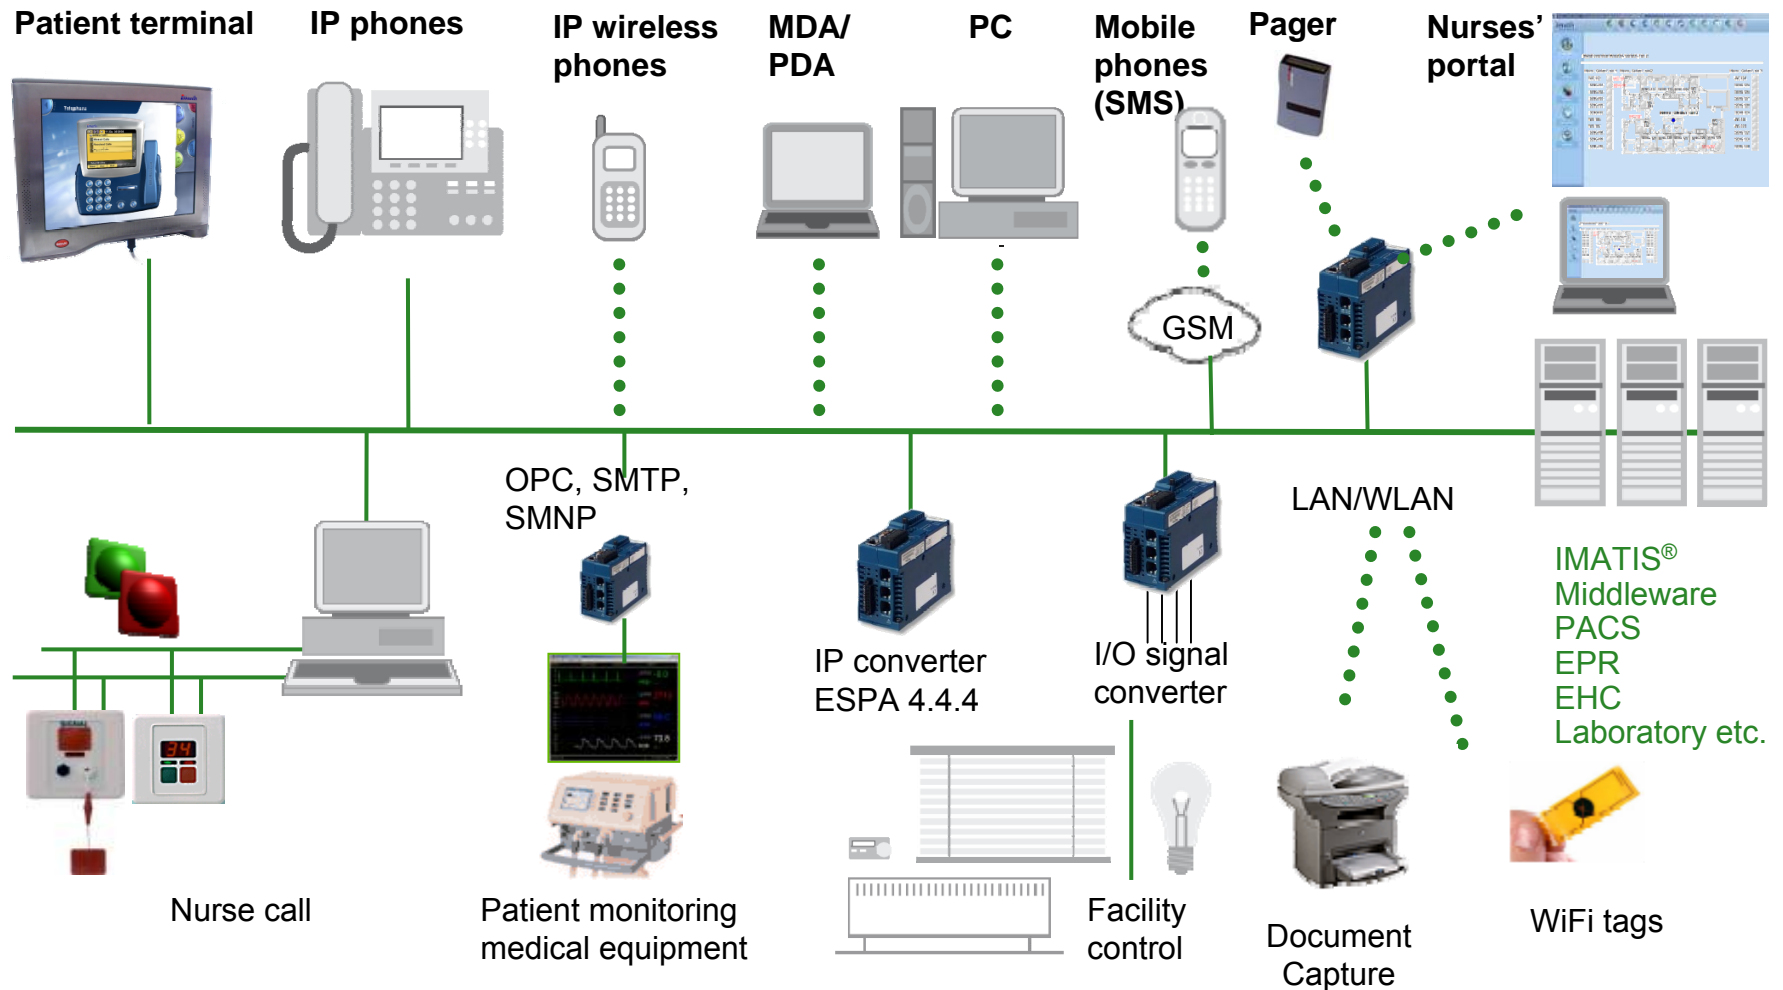 Patient terminal
IP phones
IP wireless
phones
MDA/
PDA
PC
Mobile
phones
(SMS)
Pager
Nurses’
portal
Telephone
GSM
OPC, SMTP,
SMNP
LAN/WLAN
IMATIS®
Middleware
PACS
EPR
EHC
Laboratory etc.
IP converter
ESPA 4.4.4
I/O signal
converter
34
Nurse call
Patient monitoring
medical equipment
Facility
control
Document
Capture
WiFi tags